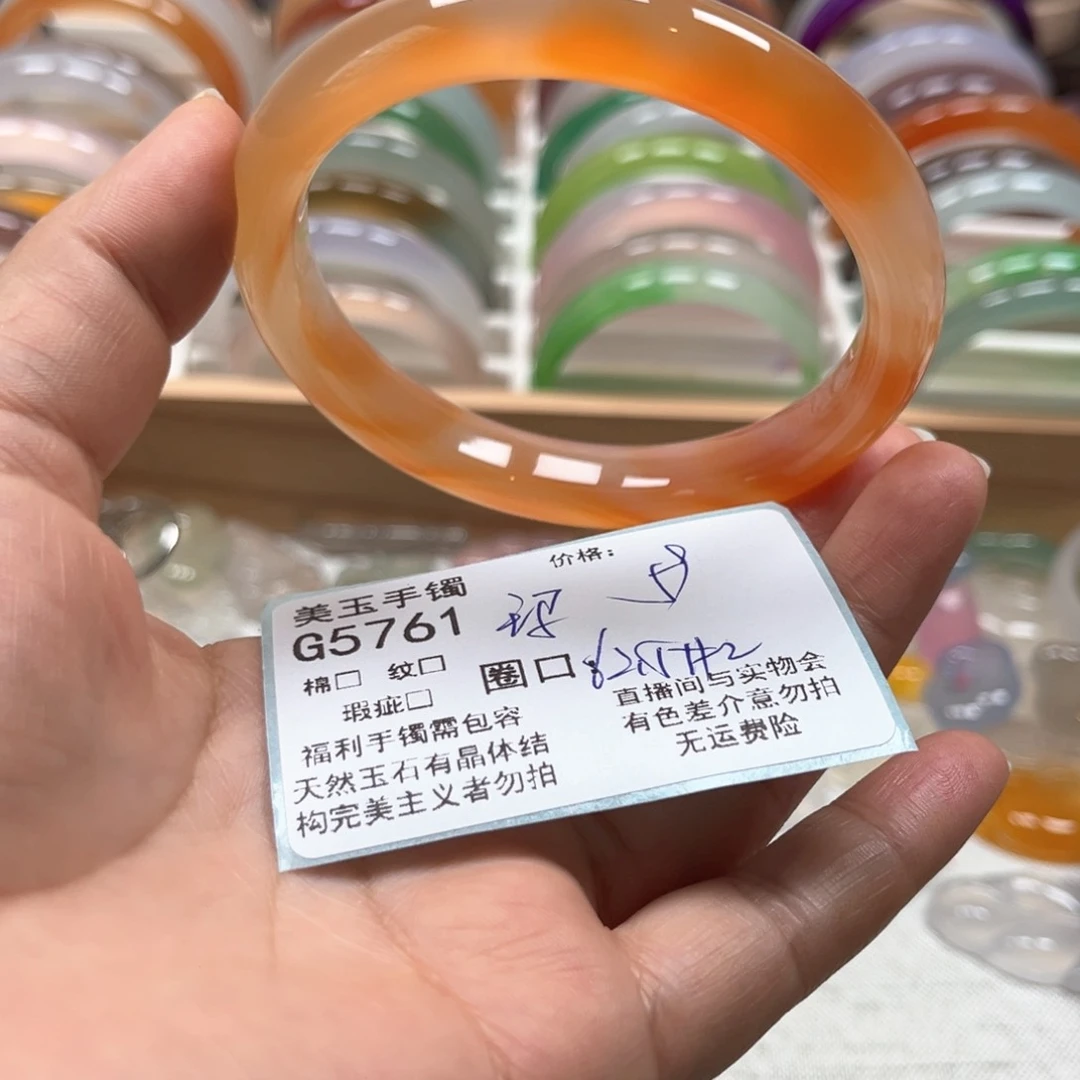 价格:
美玉手镯
G5761
棉□ 纹□ 圈口:
瑕疵□
福利手镯需包容
天然玉石有晶体结
构完美主义者勿拍
直播间与实物会
有色差介意勿拍
无运费险